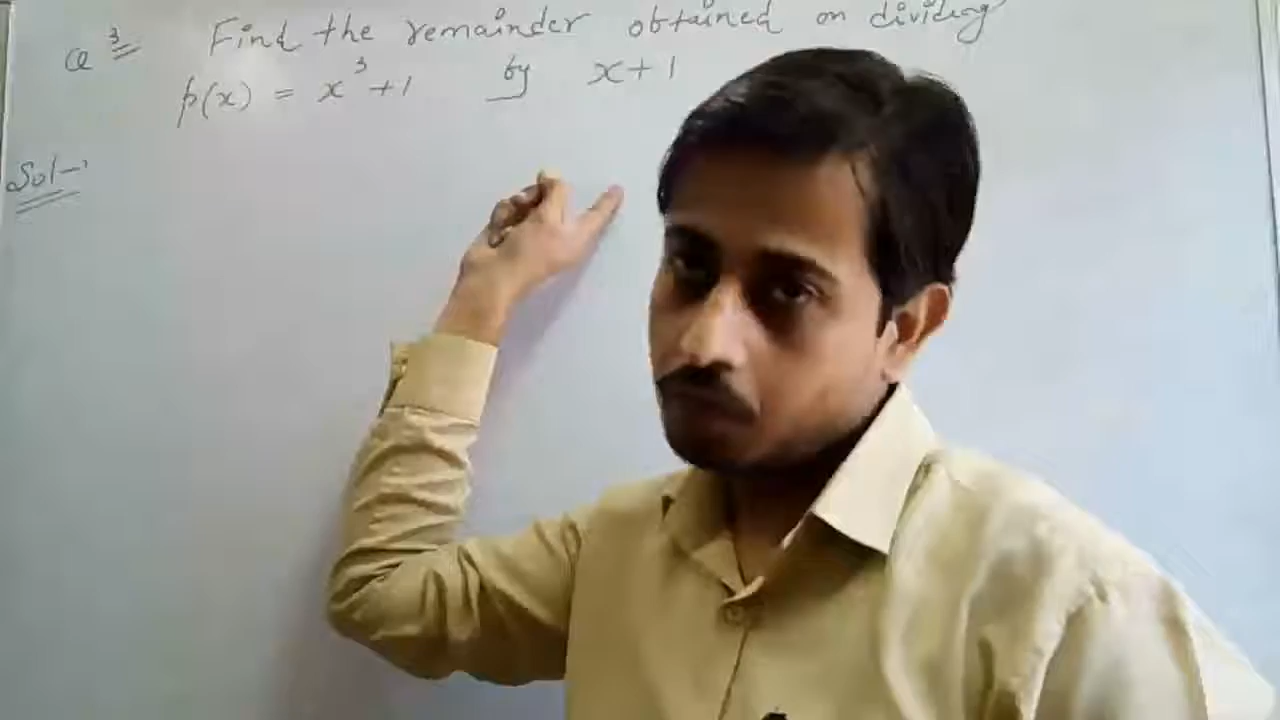 Q 3 Find the remainder obtained on dividing
p(x) = x³+1 by x+1
Sol-